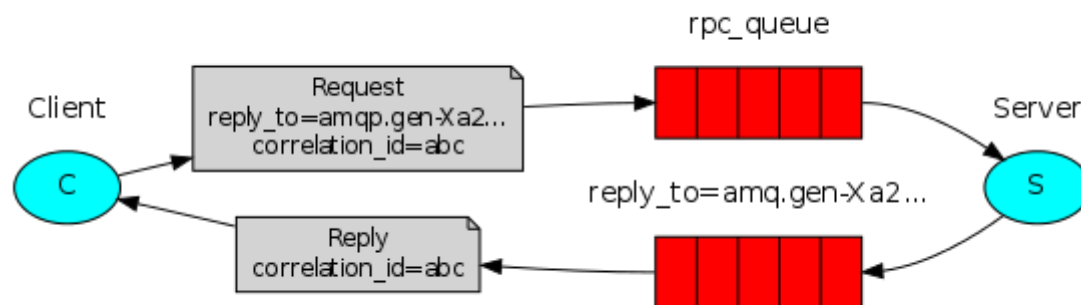 rpc_queue
Client
Request
reply_to=amqp.gen-Xa2...
correlation_id=abc
Server
C
S
reply_to=amq.gen-Xa2...
Reply
correlation_id=abc